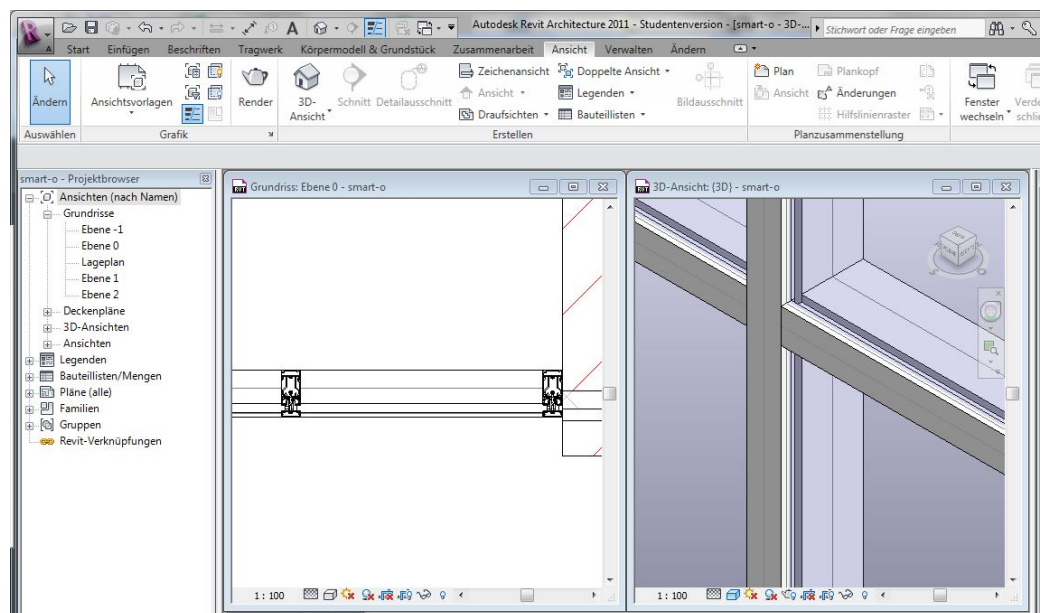 Autodesk Revit Architecture 2011 - Studentenversion - [smart-o - 3D-...
Stichwort oder Frage eingeben
Start Einfügen Beschriften Tragwerk Körpermodell & Grundstück Zusammenarbeit Ansicht Verwalten Ändern
Zeichenansicht Doppelte Ansicht Plan Plankopf
Ändern Ansichtsvorlagen Render 3D-Ansicht Schnitt Detailausschnitt Ansicht Legenden Bildausschnitt Ansicht Änderungen Fenster wechseln
Draufsichten Bauteillisten Hilfslinienraster
Auswählen Grafik Erstellen Planzusammenstellung
smart-o - Projektbrowser
Ansichten (nach Namen)
Grundrisse
Ebene -1
Ebene 0
Lageplan
Ebene 1
Ebene 2
Deckenpläne
3D-Ansichten
Ansichten
Legenden
Bauteillisten/Mengen
Pläne (alle)
Familien
Gruppen
Revit-Verknüpfungen
Grundriss: Ebene 0 - smart-o
1 : 100
3D-Ansicht: {3D} - smart-o
1 : 100